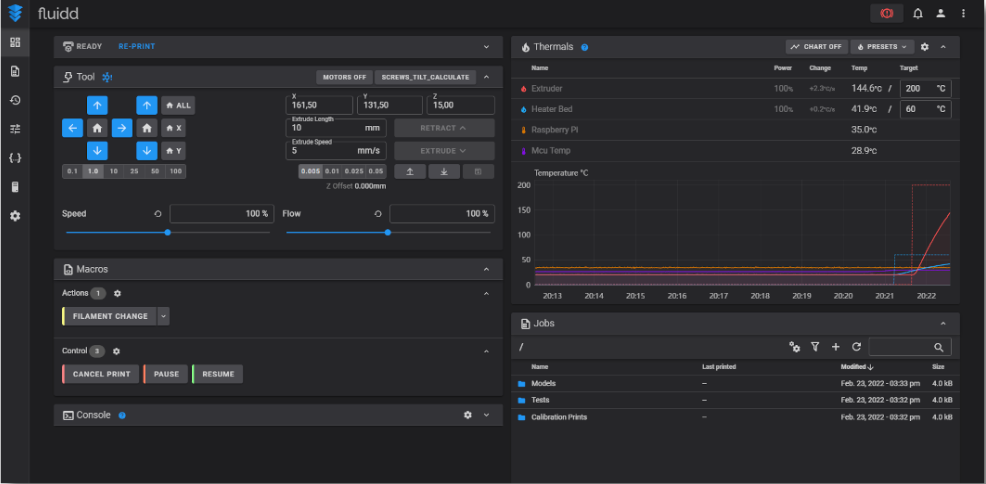 fluidd
READY RE-PRINT
Tool MOTORS OFF SCREWS_TILT_CALCULATE
X Y Z
161,50 131,50 15,00
ALL
Extrude Length
10 mm RETRACT
X
Extrude Speed
5 mm/s EXTRUDE
Y
0.1 1.0 10 25 50 100 0.005 0.01 0.025 0.05
Z Offset 0.000mm
Speed 100 % Flow 100 %
Macros
Actions 1
FILAMENT CHANGE
Control 3
CANCEL PRINT PAUSE RESUME
Console
Thermals CHART OFF PRESETS
Name Power Change Temp Target
Extruder 100% +2.3°C/s 144.6°C / 200 °C
Heater Bed 100% +0.2°C/s 41.9°C / 60 °C
Raspberry Pi 35.0°C
Mcu Temp 28.9°C
Temperature °C
200
150
100
50
0
20:13 20:14 20:15 20:16 20:17 20:18 20:19 20:20 20:21 20:22
Jobs
/
Name Last printed Modified Size
Models -- Feb. 23, 2022 - 03:33 pm 4.0 kB
Tests -- Feb. 23, 2022 - 03:32 pm 4.0 kB
Calibration Prints -- Feb. 23, 2022 - 03:32 pm 4.0 kB